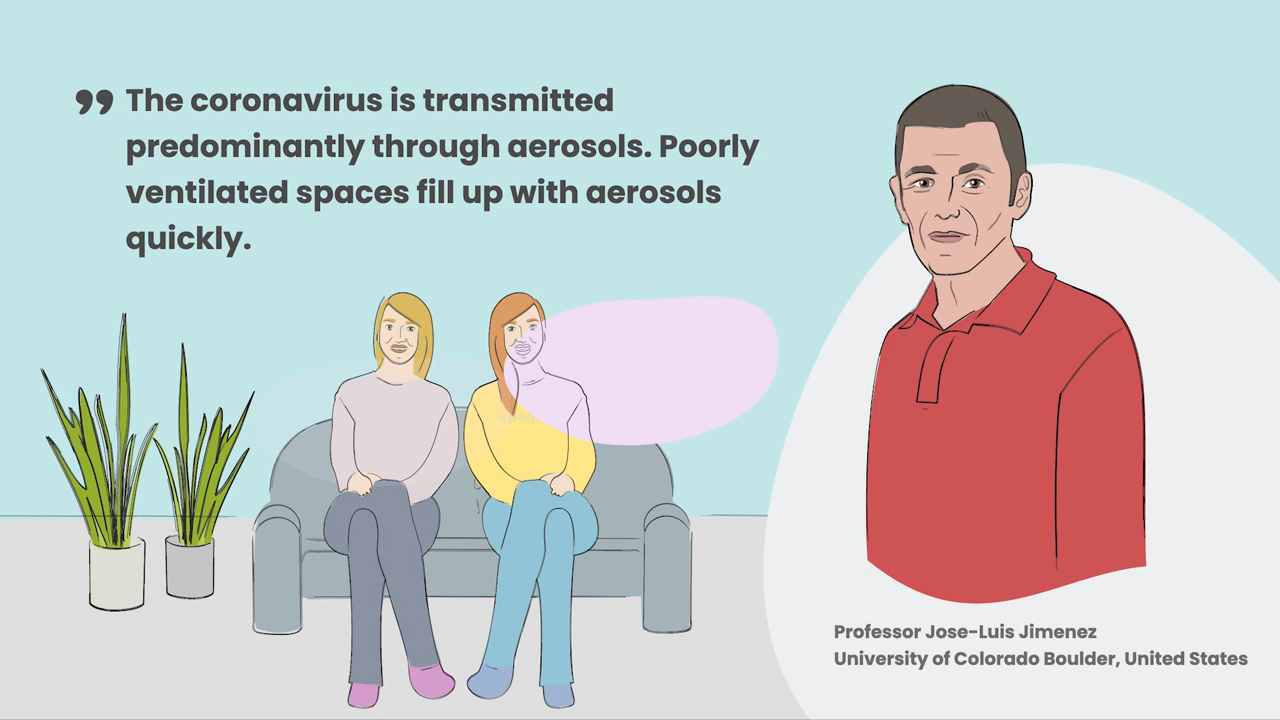 ” The coronavirus is transmitted
predominantly through aerosols. Poorly
ventilated spaces fill up with aerosols
quickly.
Professor Jose-Luis Jimenez
University of Colorado Boulder, United States